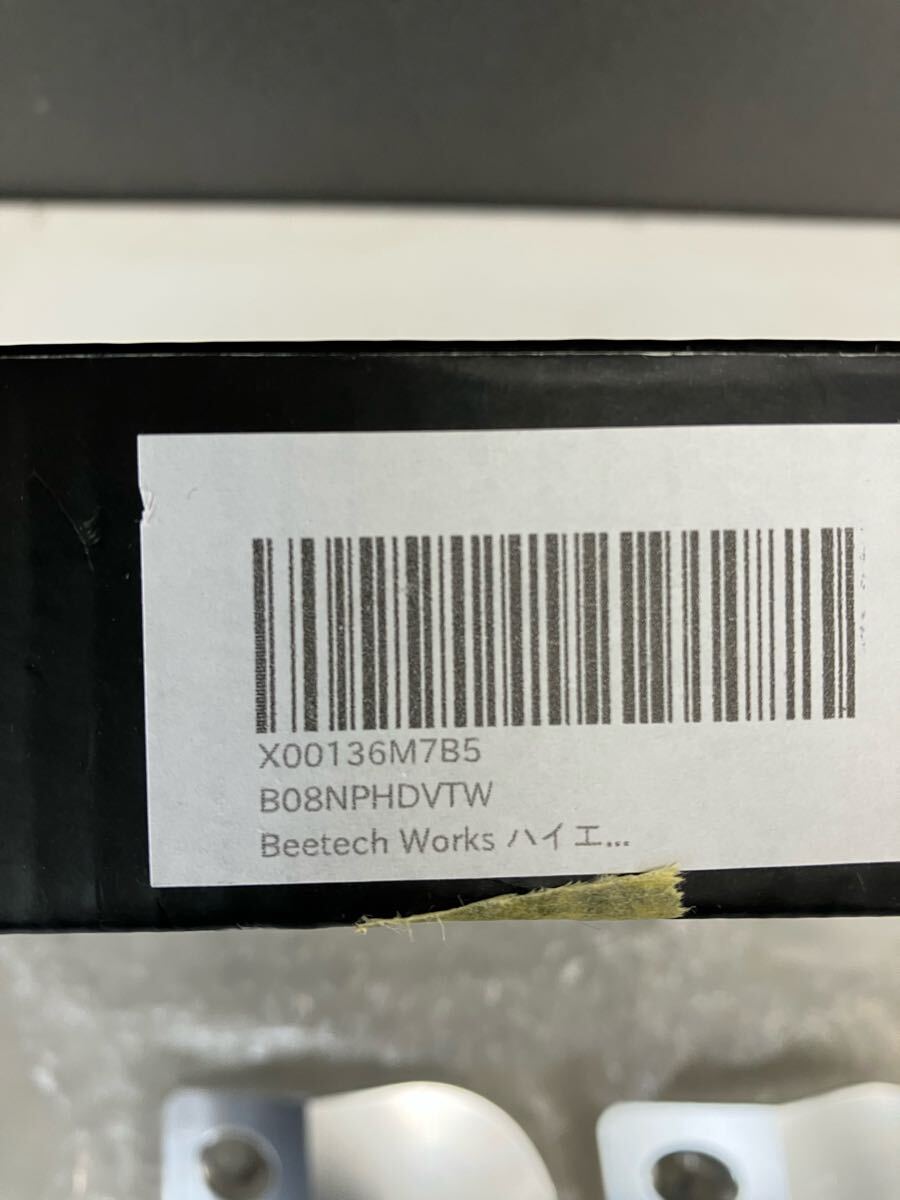 X00136M7B5
B08NPHDVTW
Beetech Works ハイエ...